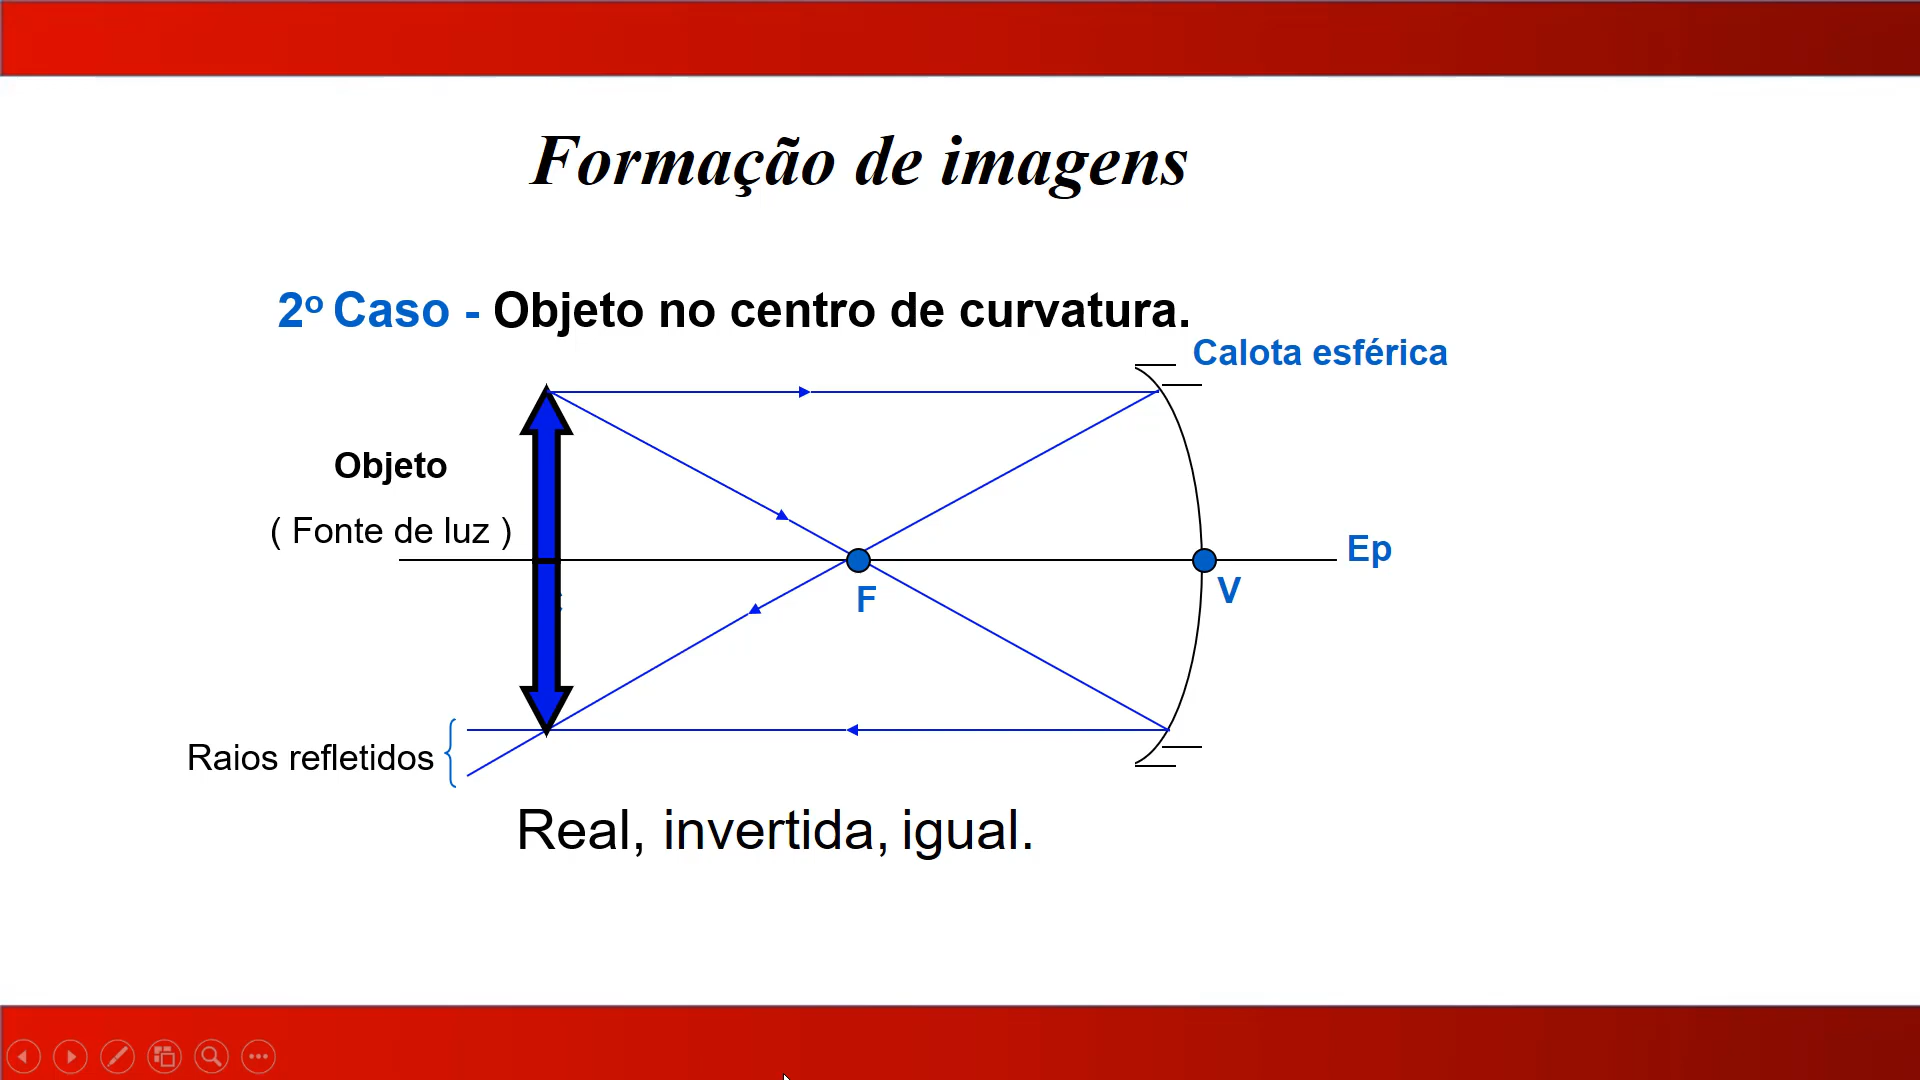 Formação de imagens
2º Caso - Objeto no centro de curvatura.
Calota esférica
Objeto
( Fonte de luz )
Ep
F
V
Raios refletidos
Real, invertida, igual.